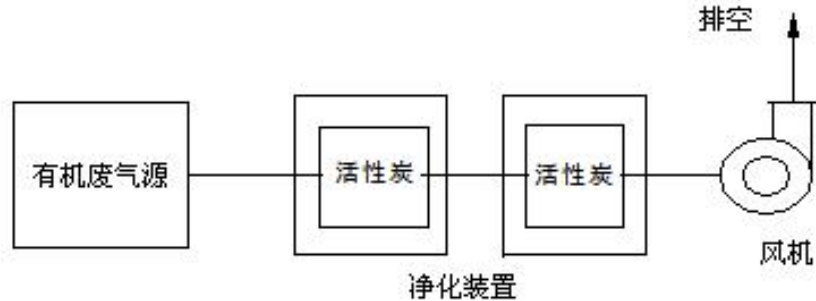 排空
有机废气源
活性炭
活性炭
风机
净化装置